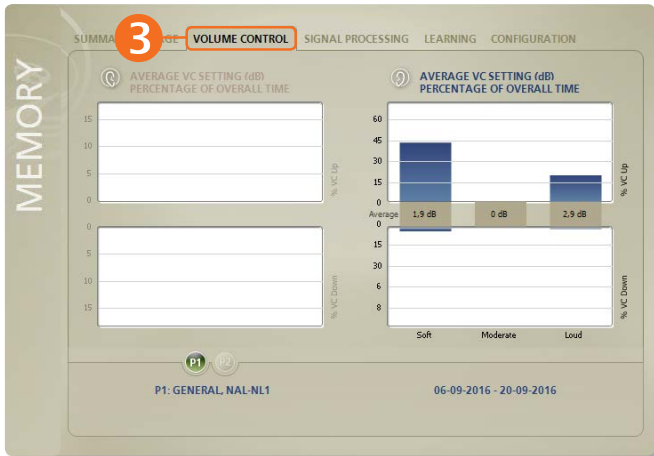 3
SUMMA GE VOLUME CONTROL SIGNAL PROCESSING LEARNING CONFIGURATION
MEMORY
AVERAGE VC SETTING (dB)
PERCENTAGE OF OVERALL TIME
15
10
5
0
% VC Up
0
5
10
15
% VC Down
AVERAGE VC SETTING (dB)
PERCENTAGE OF OVERALL TIME
60
45
30
15
0
% VC Up
Average 1,9 dB 0 dB 2,9 dB
0
15
30
6
8
% VC Down
Soft Moderate Loud
P1 P2
P1: GENERAL, NAL-NL1
06-09-2016 - 20-09-2016